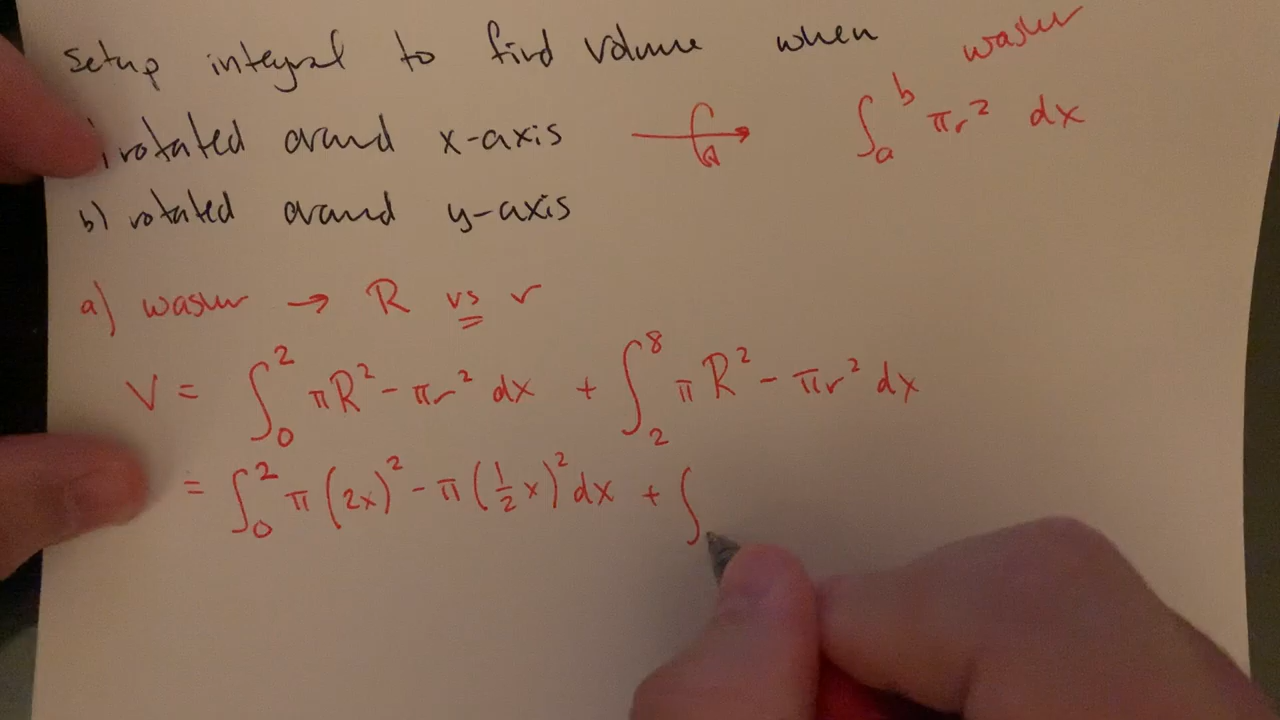 setup integral to find volume when washer
rotated around x-axis ∫_a^b πr² dx
b) rotated around y-axis
a) washer → R vs r
V = ∫_0^2 πR² - πr² dx + ∫_2^8 πR² - πr² dx
= ∫_0^2 π(2x)² - π(½x)² dx + ∫